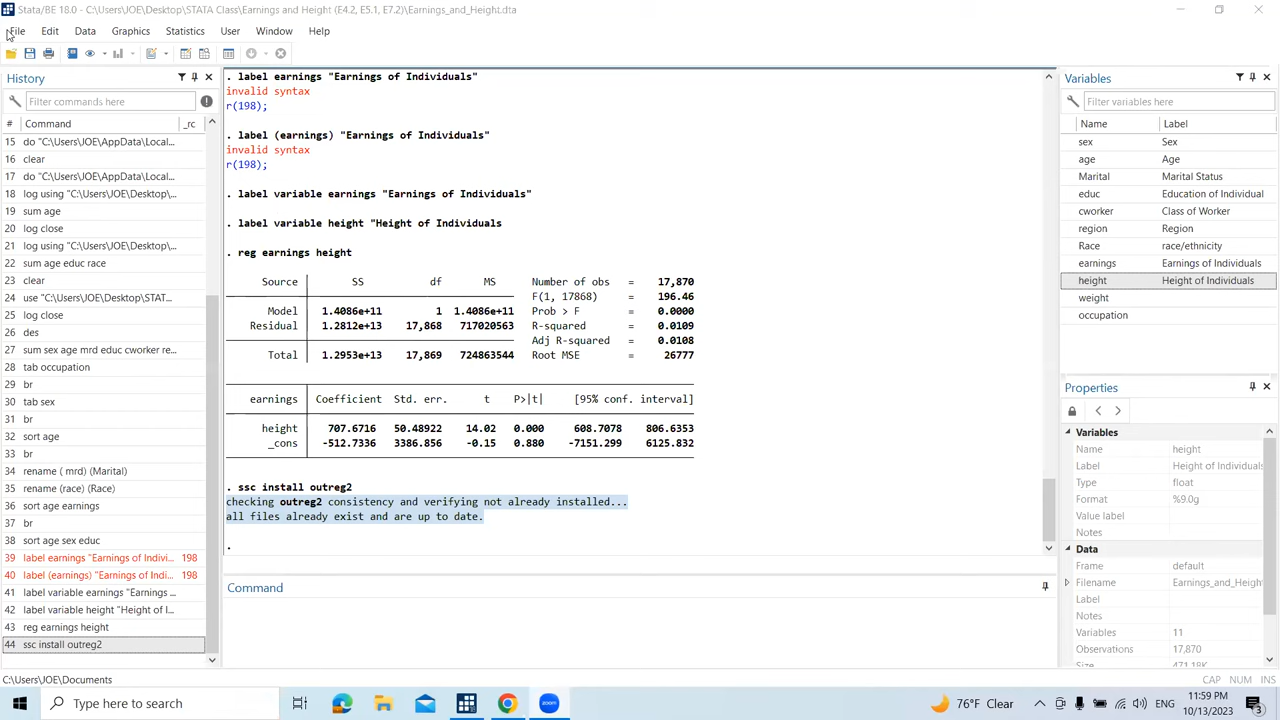 Stata/BE 18.0 - C:\Users\JOE\Desktop\STATA Class\Earnings and Height (E4.2, E5.1, E7.2)\Earnings_and_Height.dta
File Edit Data Graphics Statistics User Window Help
History
Filter commands here
# Command _rc
15 do "C:\Users\JOE\AppData\Local...
16 clear
17 do "C:\Users\JOE\AppData\Local...
18 log using "C:\Users\JOE\Desktop\...
19 sum age
20 log close
21 log using "C:\Users\JOE\Desktop\...
22 sum age educ race
23 clear
24 use "C:\Users\JOE\Desktop\STAT...
25 log close
26 des
27 sum sex age mrd educ cworker re...
28 tab occupation
29 br
30 tab sex
31 br
32 sort age
33 br
34 rename ( mrd) (Marital)
35 rename (race) (Race)
36 sort age earnings
37 br
38 sort age sex educ
39 label earnings "Earnings of Indivi... 198
40 label (earnings) "Earnings of Indi... 198
41 label variable earnings "Earnings ...
42 label variable height "Height of I...
43 reg earnings height
44 ssc install outreg2
. label earnings "Earnings of Individuals"
invalid syntax
r(198);
. label (earnings) "Earnings of Individuals"
invalid syntax
r(198);
. label variable earnings "Earnings of Individuals"
. label variable height "Height of Individuals
. reg earnings height
Source SS df MS Number of obs = 17,870
F(1, 17868) = 196.46
Model 1.4086e+11 1 1.4086e+11 Prob > F = 0.0000
Residual 1.2812e+13 17,868 717020563 R-squared = 0.0109
Adj R-squared = 0.0108
Total 1.2953e+13 17,869 724863544 Root MSE = 26777
earnings Coefficient Std. err. t P>|t| [95% conf. interval]
height 707.6716 50.48922 14.02 0.000 608.7078 806.6353
_cons -512.7336 3386.856 -0.15 0.880 -7151.299 6125.832
. ssc install outreg2
checking outreg2 consistency and verifying not already installed...
all files already exist and are up to date.
.
Command
Variables
Filter variables here
Name Label
sex Sex
age Age
Marital Marital Status
educ Education of Individual
cworker Class of Worker
region Region
Race race/ethnicity
earnings Earnings of Individuals
height Height of Individuals
weight
occupation
Properties
Variables
Name height
Label Height of Individuals
Type float
Format %9.0g
Value label
Notes
Data
Frame default
Filename Earnings_and_Heigh
Label
Notes
Variables 11
Observations 17,870
Size 471.18K
C:\Users\JOE\Documents
CAP NUM INS
Type here to search
zoom
76°F Clear
ENG
11:59 PM
10/13/2023
3